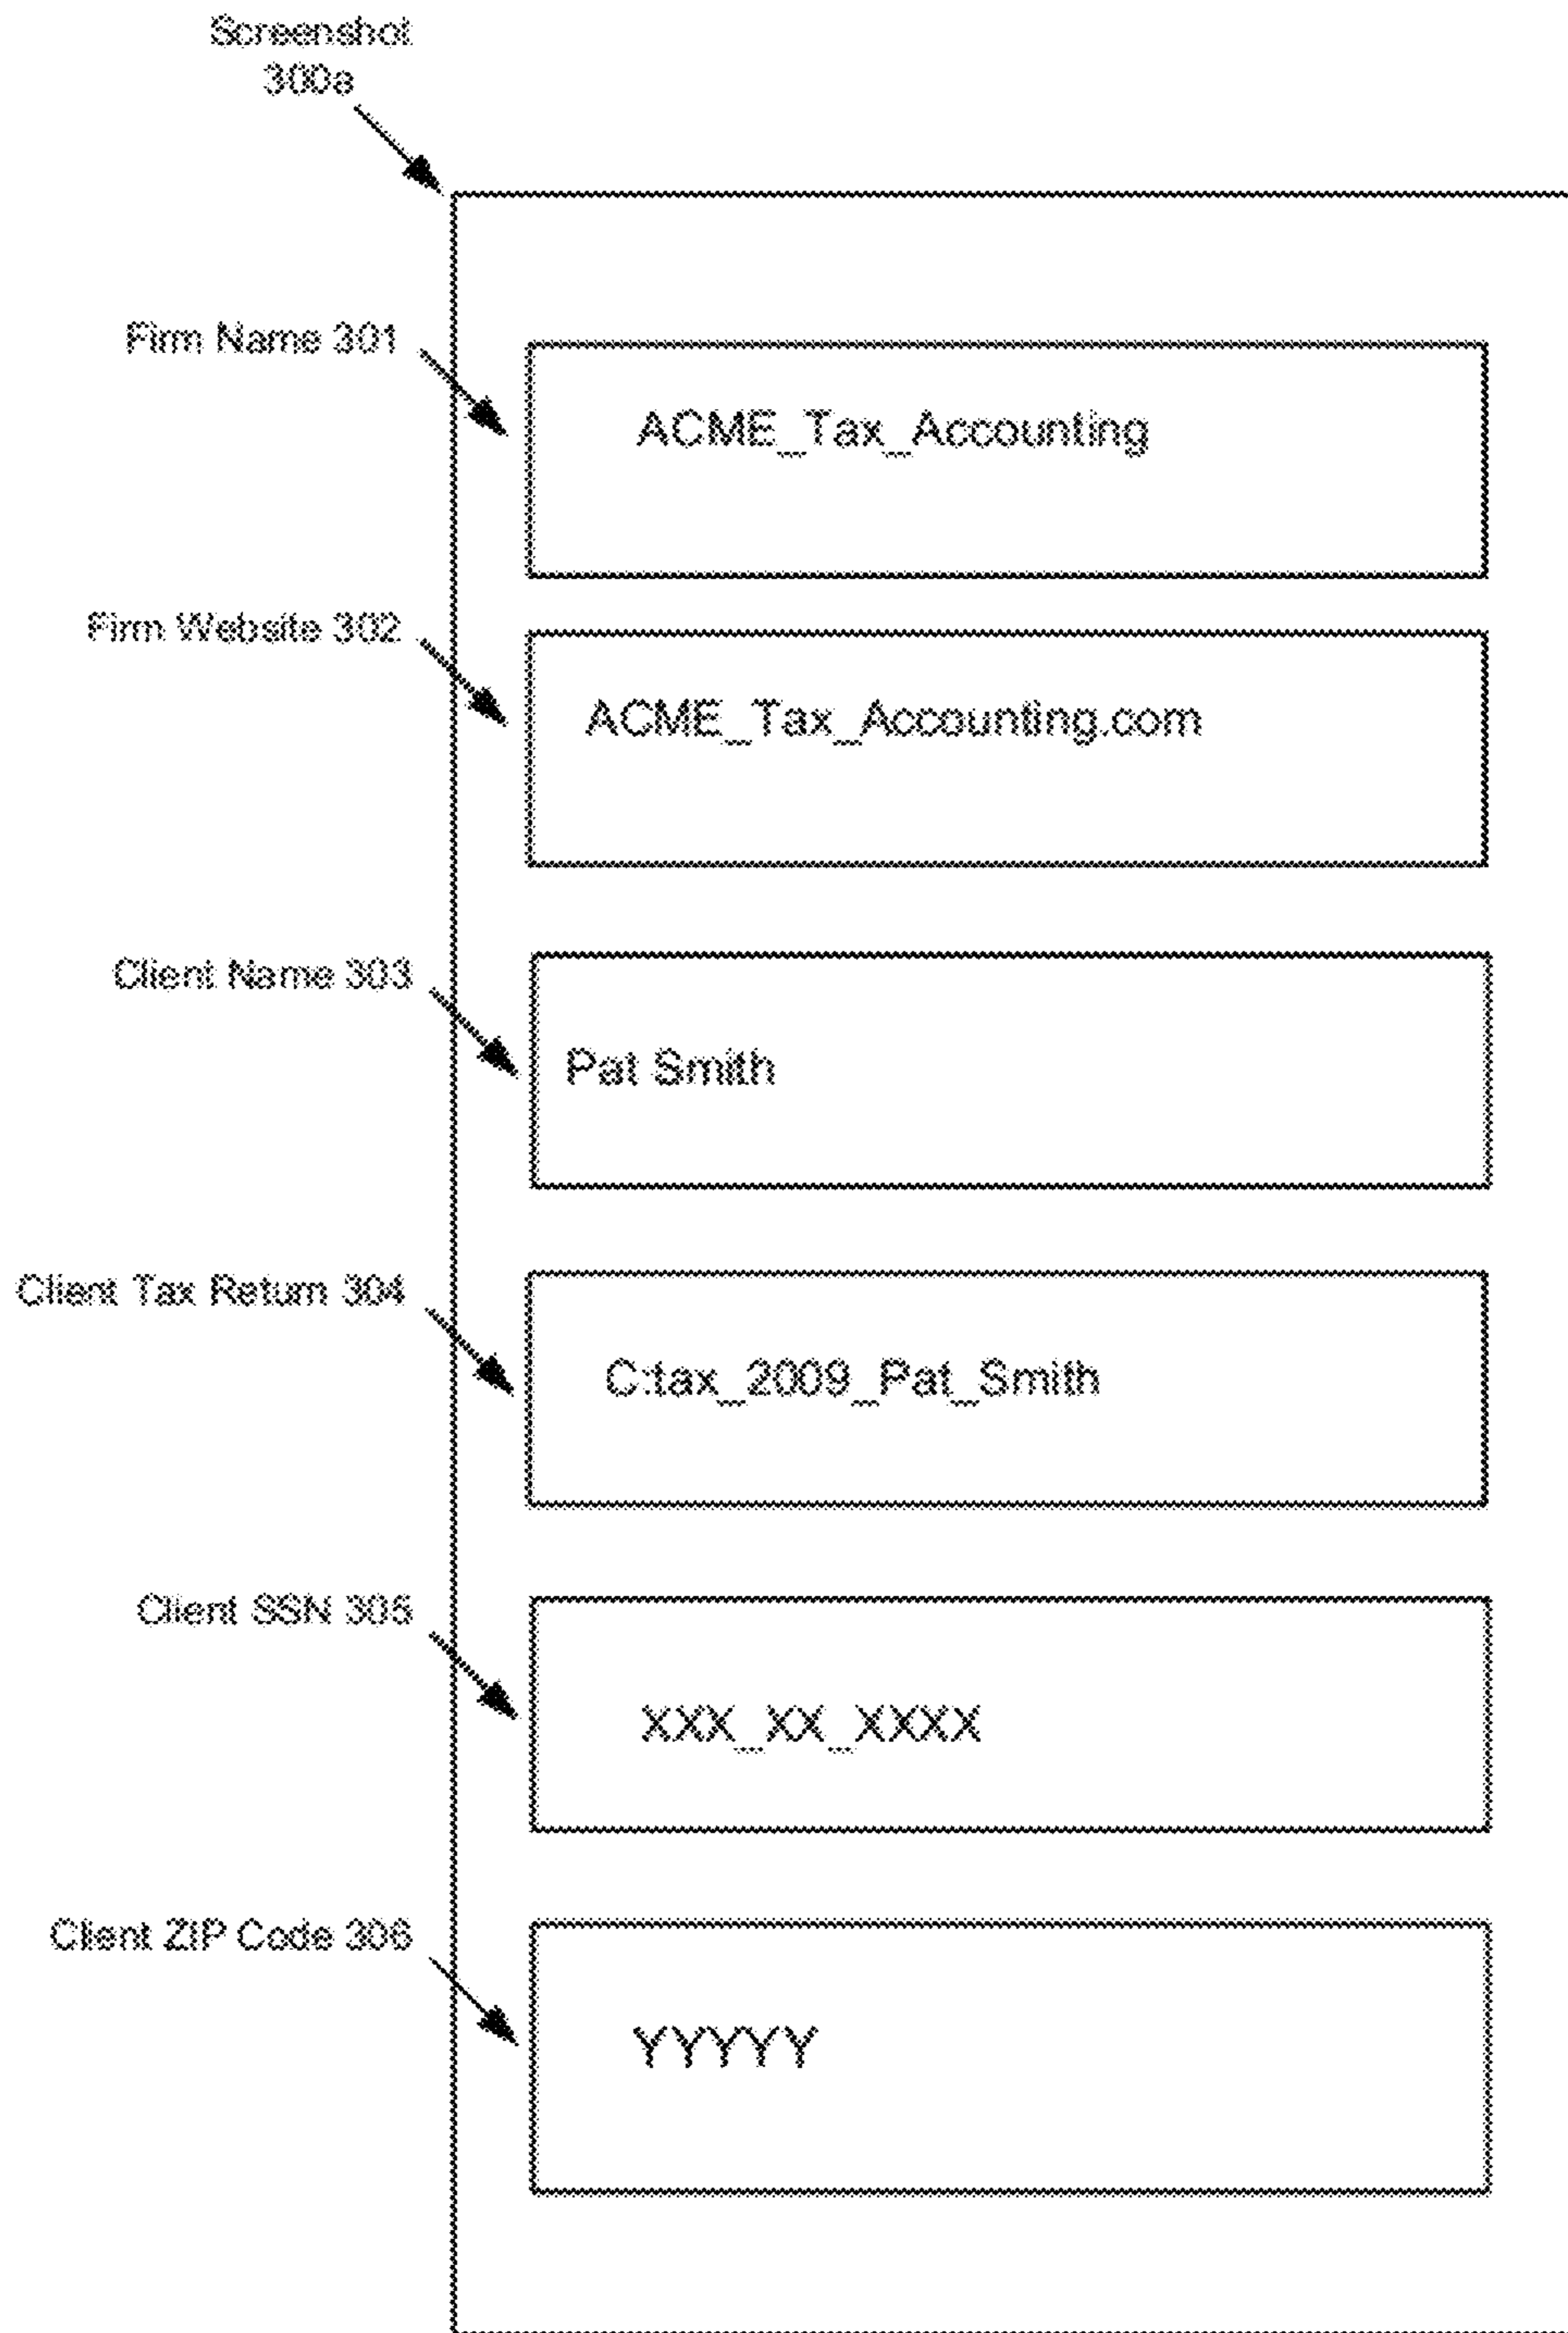 Screenshot
300a
Firm Name 301
ACME_Tax_Accounting
Firm Website 302
ACME_Tax_Accounting.com
Client Name 303
Pat Smith
Client Tax Return 304
C:tax_2009_Pat_Smith
Client SSN 305
XXX_XX_XXXX
Client ZIP Code 306
YYYYY